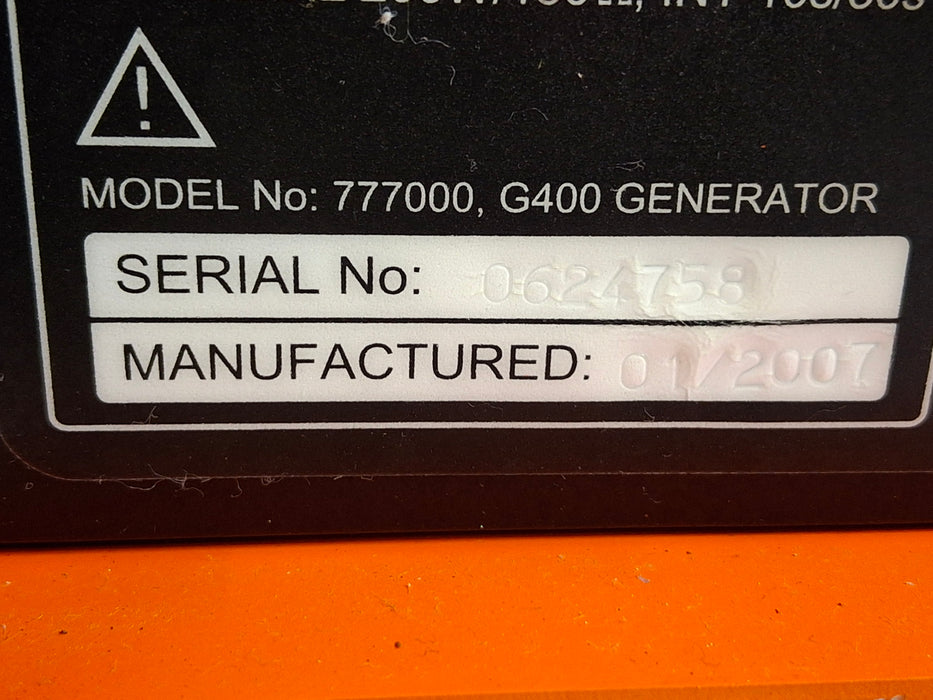 MODEL No: 777000, G400 GENERATOR
SERIAL No: 0624758
MANUFACTURED: 01/2007